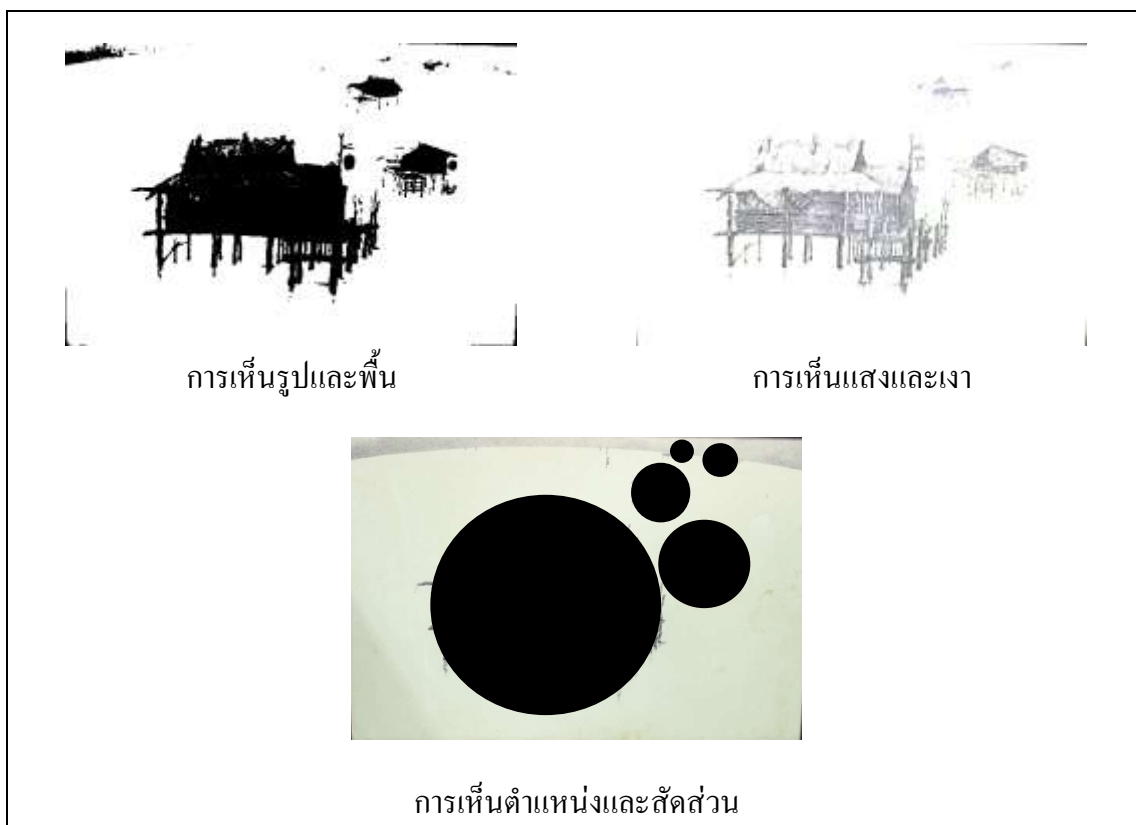 การเห็นรูปและพื้น
การเห็นแสงและเงา
การเห็นตำแหน่งและสัดส่วน